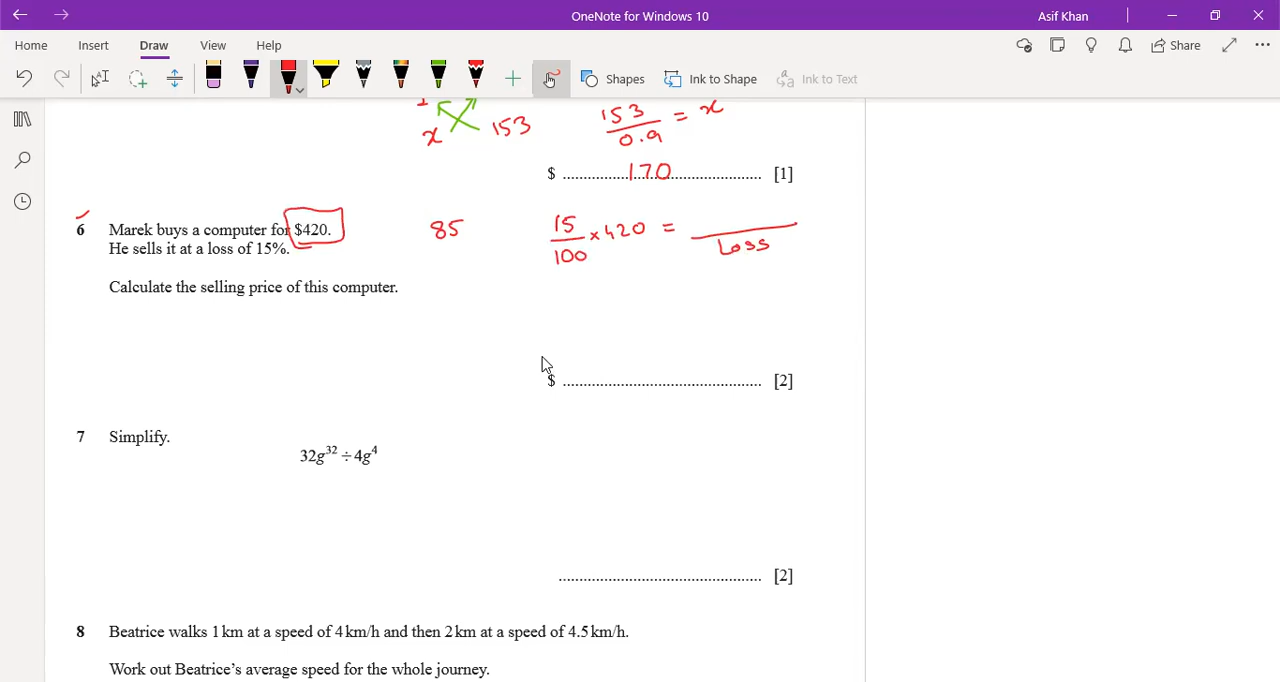 OneNote for Windows 10
Asif Khan
Home Insert Draw View Help
Share
Shapes Ink to Shape Ink to Text
x 153 153/0.9 = x
$ ..........170.......... [1]
6 Marek buys a computer for $420. 85 15/100 × 420 = ____
He sells it at a loss of 15%. Loss
Calculate the selling price of this computer.
$ .................................................. [2]
7 Simplify.
32g³² ÷ 4g⁴
.................................................. [2]
8 Beatrice walks 1 km at a speed of 4 km/h and then 2 km at a speed of 4.5 km/h.
Work out Beatrice's average speed for the whole journey.